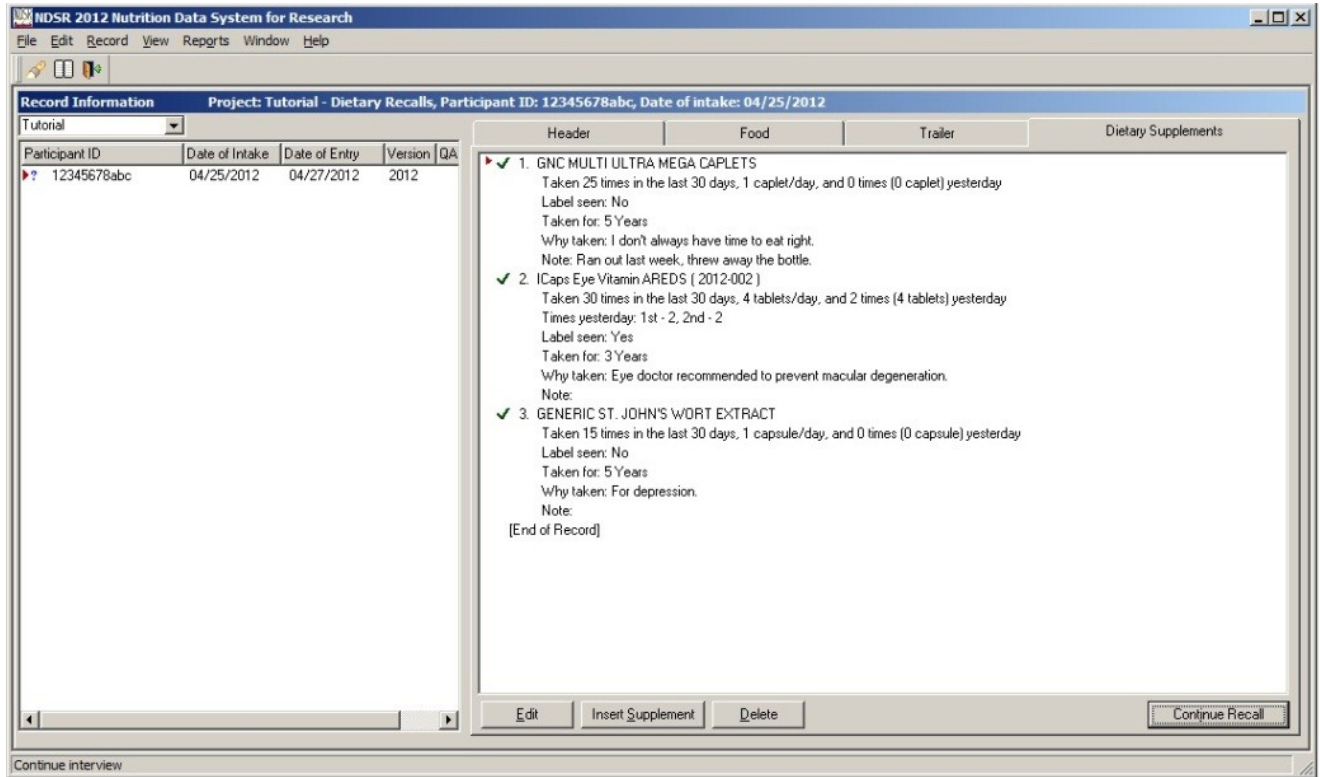 NDSR 2012 Nutrition Data System for Research
File Edit Record View Reports Window Help
Record Information Project: Tutorial - Dietary Recalls, Participant ID: 12345678abc, Date of intake: 04/25/2012
Tutorial
Participant ID Date of Intake Date of Entry Version QA
? 12345678abc 04/25/2012 04/27/2012 2012
Header Food Trailer Dietary Supplements
1. GNC MULTI ULTRA MEGA CAPLETS
Taken 25 times in the last 30 days, 1 caplet/day, and 0 times (0 caplet) yesterday
Label seen: No
Taken for: 5 Years
Why taken: I don't always have time to eat right.
Note: Ran out last week, threw away the bottle.
2. ICaps Eye Vitamin AREDS ( 2012-002 )
Taken 30 times in the last 30 days, 4 tablets/day, and 2 times (4 tablets) yesterday
Times yesterday: 1st - 2, 2nd - 2
Label seen: Yes
Taken for: 3 Years
Why taken: Eye doctor recommended to prevent macular degeneration.
Note:
3. GENERIC ST. JOHN'S WORT EXTRACT
Taken 15 times in the last 30 days, 1 capsule/day, and 0 times (0 capsule) yesterday
Label seen: No
Taken for: 5 Years
Why taken: For depression.
Note:
[End of Record]
Edit Insert Supplement Delete Continue Recall
Continue interview